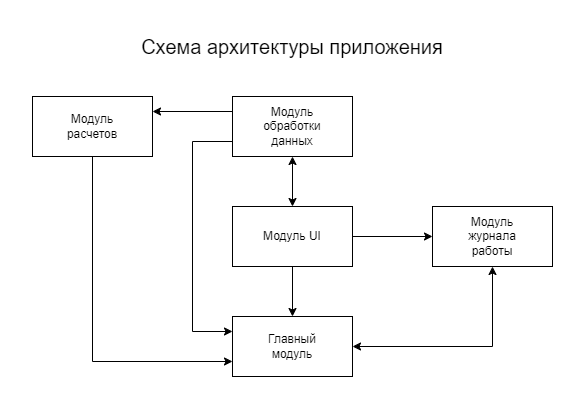 Схема архитектуры приложения
Модуль
расчетов
Модуль
обработки
данных
Модуль UI
Модуль
журнала
работы
Главный
модуль